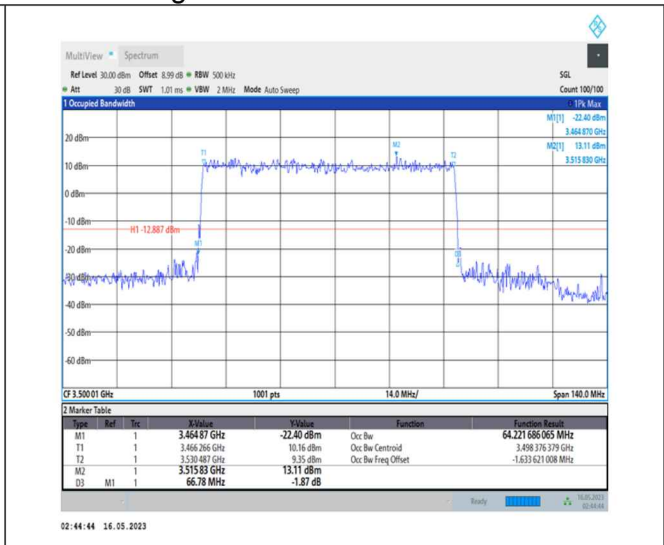 MultiView Spectrum
Ref Level 30.00 dBm Offset 8.99 dB RBW 500 kHz SGL
Att 30 dB SWT 1.01 ms VBW 2 MHz Mode Auto Sweep Count 100/100
1 Occupied Bandwidth 1Pk Max
M1[1] -22.40 dBm
3.464 870 GHz
M2[1] 13.11 dBm
3.515 830 GHz
20 dBm
M2
T1
T2
10 dBm
0 dBm
-10 dBm
H1 -12.887 dBm
M1
-20 dBm
-30 dBm
-40 dBm
-50 dBm
-60 dBm
CF 3.500 01 GHz 1001 pts 14.0 MHz/ Span 140.0 MHz
2 Marker Table
Type Ref Trc X-Value Y-Value Function Function Result
M1 1 3.464 87 GHz -22.40 dBm Occ Bw 64.221 686 065 MHz
T1 1 3.466 266 GHz 10.16 dBm Occ Bw Centroid 3.498 376 379 GHz
T2 1 3.530 487 GHz 9.35 dBm Occ Bw Freq Offset -1.633 621 008 MHz
M2 1 3.515 83 GHz 13.11 dBm
D3 M1 1 66.78 MHz -1.87 dB
Ready 16.05.2023
02:44:44
02:44:44 16.05.2023